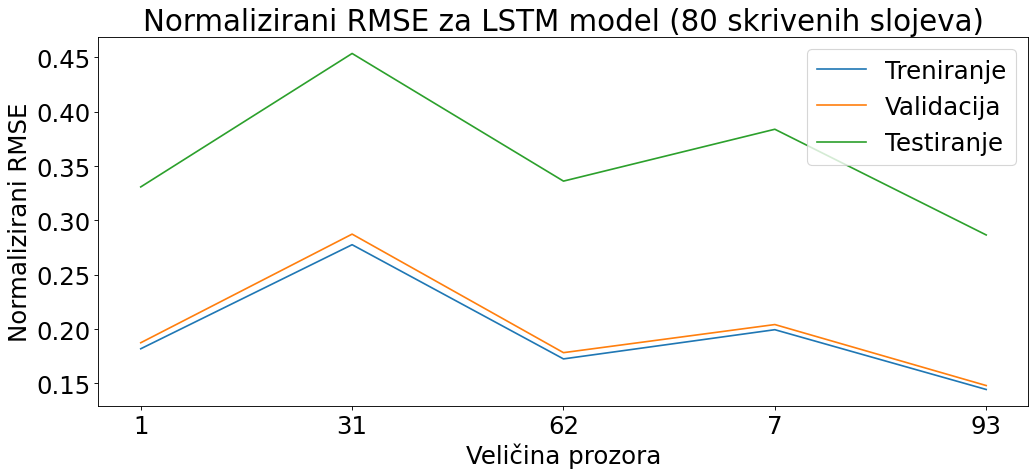 Normalizirani RMSE za LSTM model (80 skrivenih slojeva)
Normalizirani RMSE
0.45
0.40
0.35
0.30
0.25
0.20
0.15
Treniranje
Validacija
Testiranje
1 31 62 7 93
Veličina prozora